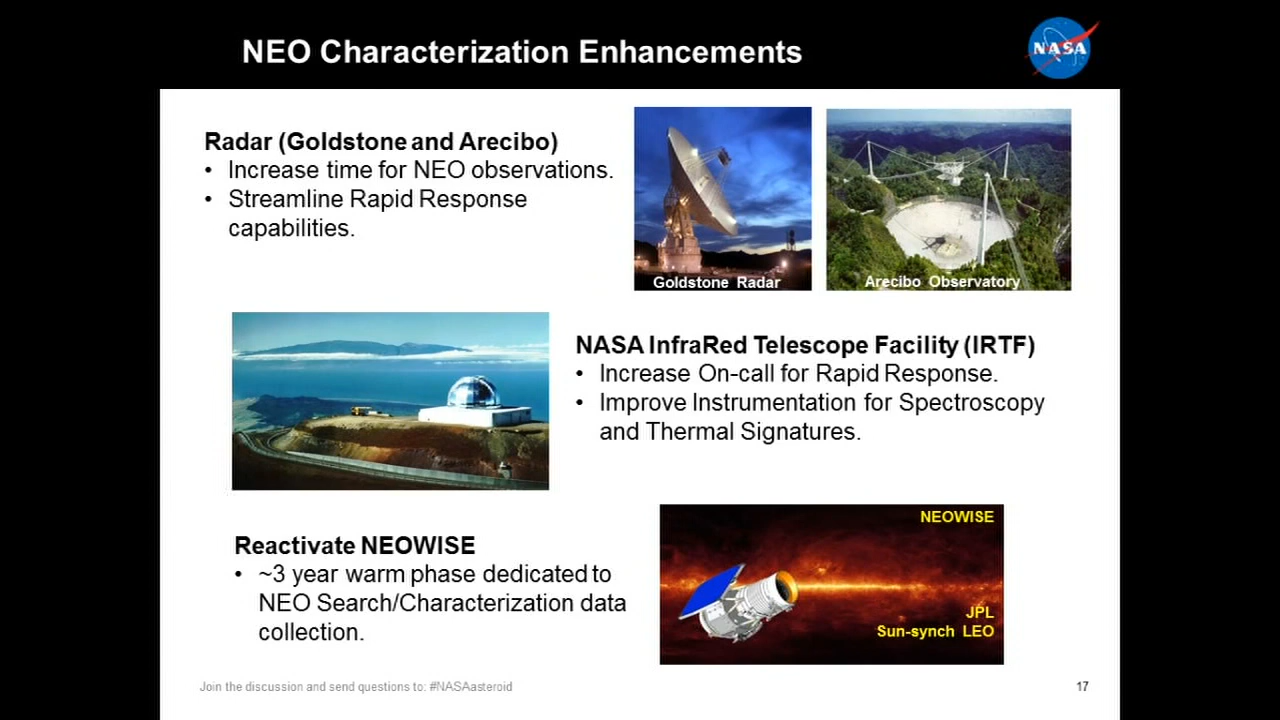 NEO Characterization Enhancements
NASA
Radar (Goldstone and Arecibo)
• Increase time for NEO observations.
• Streamline Rapid Response
capabilities.
Goldstone Radar
Arecibo Observatory
NASA InfraRed Telescope Facility (IRTF)
• Increase On-call for Rapid Response.
• Improve Instrumentation for Spectroscopy
and Thermal Signatures.
Reactivate NEOWISE
• ~3 year warm phase dedicated to
NEO Search/Characterization data
collection.
NEOWISE
JPL
Sun-synch LEO
Join the discussion and send questions to: #NASAasteroid
17